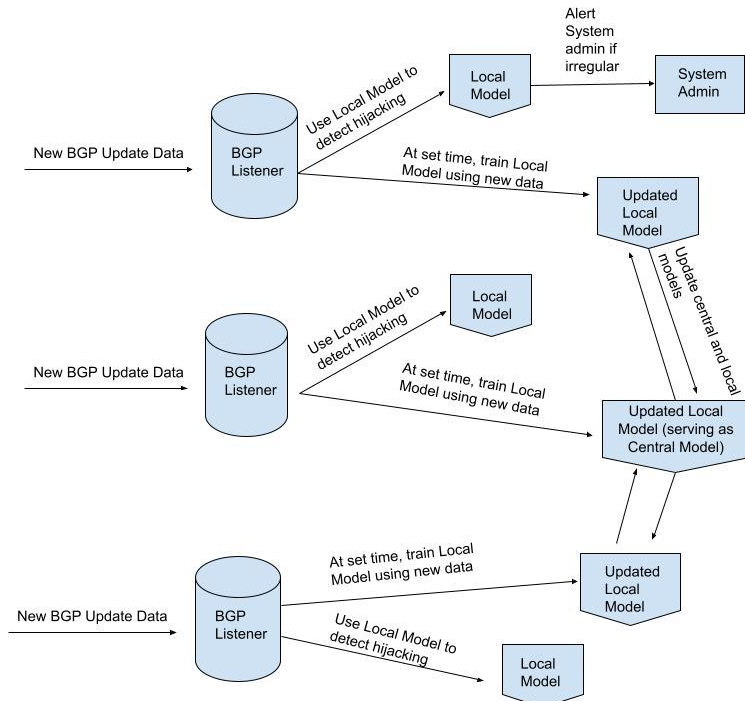 Alert
System
admin if
irregular
Use Local Model to
detect hijacking
Local
Model
System
Admin
New BGP Update Data
BGP
Listener
At set time, train Local
Model using new data
Updated
Local
Model
Update central and local
models
Use Local Model to
detect hijacking
Local
Model
New BGP Update Data
BGP
Listener
At set time, train Local
Model using new data
Updated Local
Model (serving as
Central Model)
At set time, train Local
Model using new data
Updated
Local
Model
New BGP Update Data
BGP
Listener
Use Local Model to
detect hijacking
Local
Model